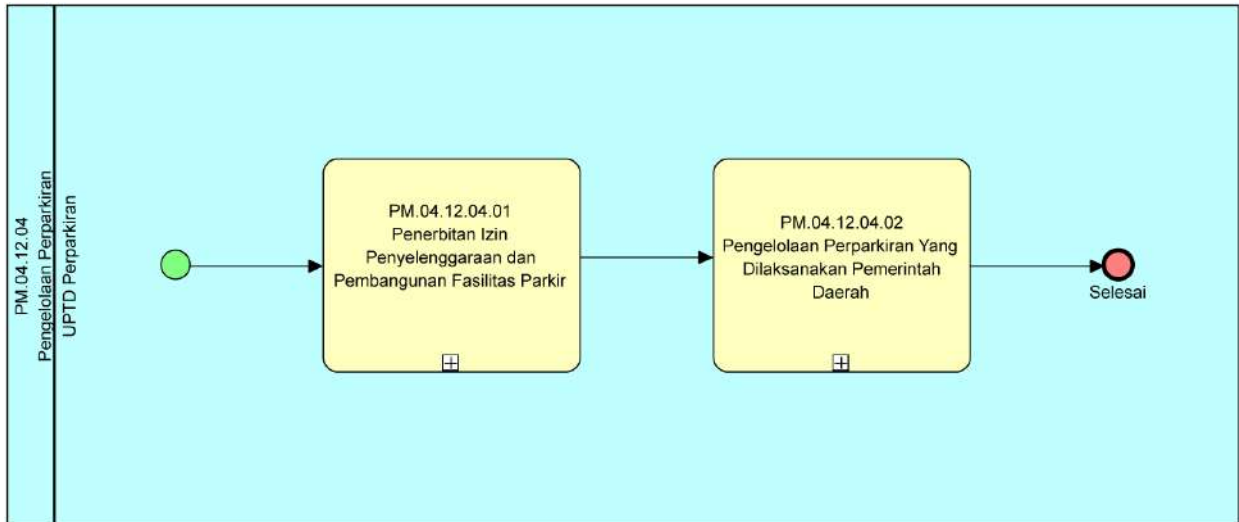 PM.04.12.04
Pengelolaan Perparkiran
UPTD Perparkiran
PM.04.12.04.01
Penerbitan Izin
Penyelenggaraan dan
Pembangunan Fasilitas Parkir
PM.04.12.04.02
Pengelolaan Perparkiran Yang
Dilaksanakan Pemerintah
Daerah
Selesai